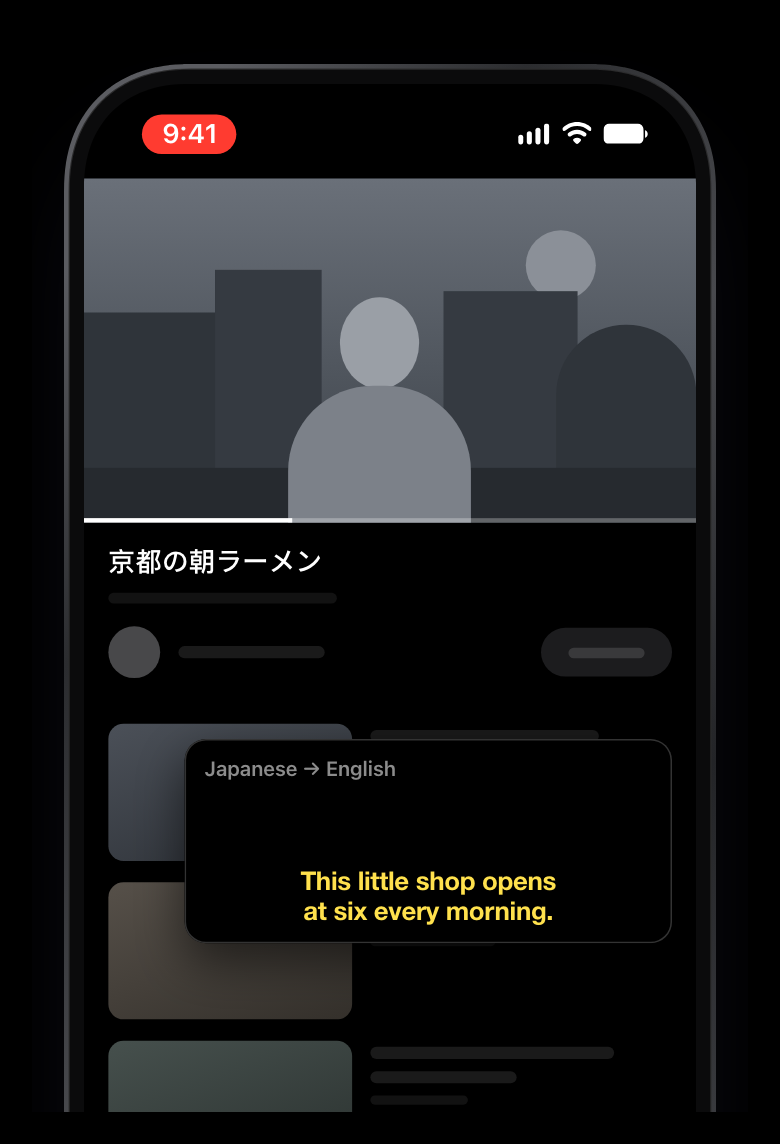 9:41
京都の朝ラーメン
Japanese → English
This little shop opens
at six every morning.